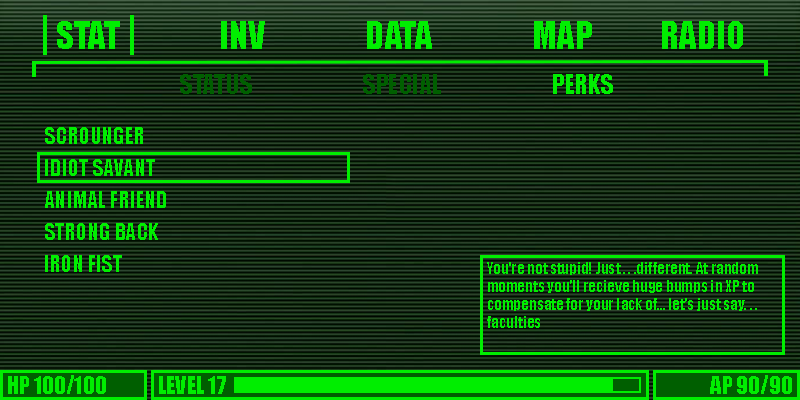 STAT INV DATA MAP RADIO
STATUS SPECIAL PERKS
SCROUNGER
IDIOT SAVANT
ANIMAL FRIEND
STRONG BACK
IRON FIST
You're not stupid! Just...different. At random
moments you'll recieve huge bumps in XP to
compensate for your lack of... let's just say...
faculties
HP 100/100 LEVEL 17 AP 90/90